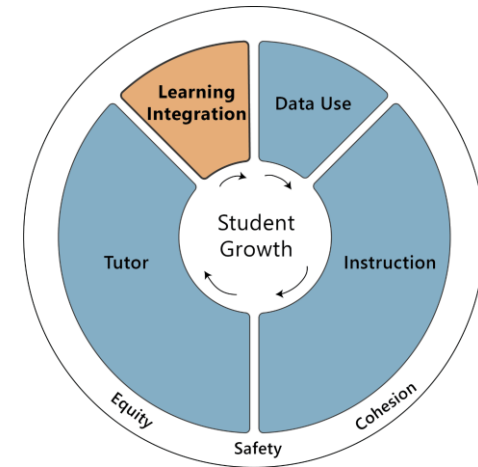 Learning
Integration
Data Use
Student
Growth
Tutor
Instruction
Equity
Safety
Cohesion